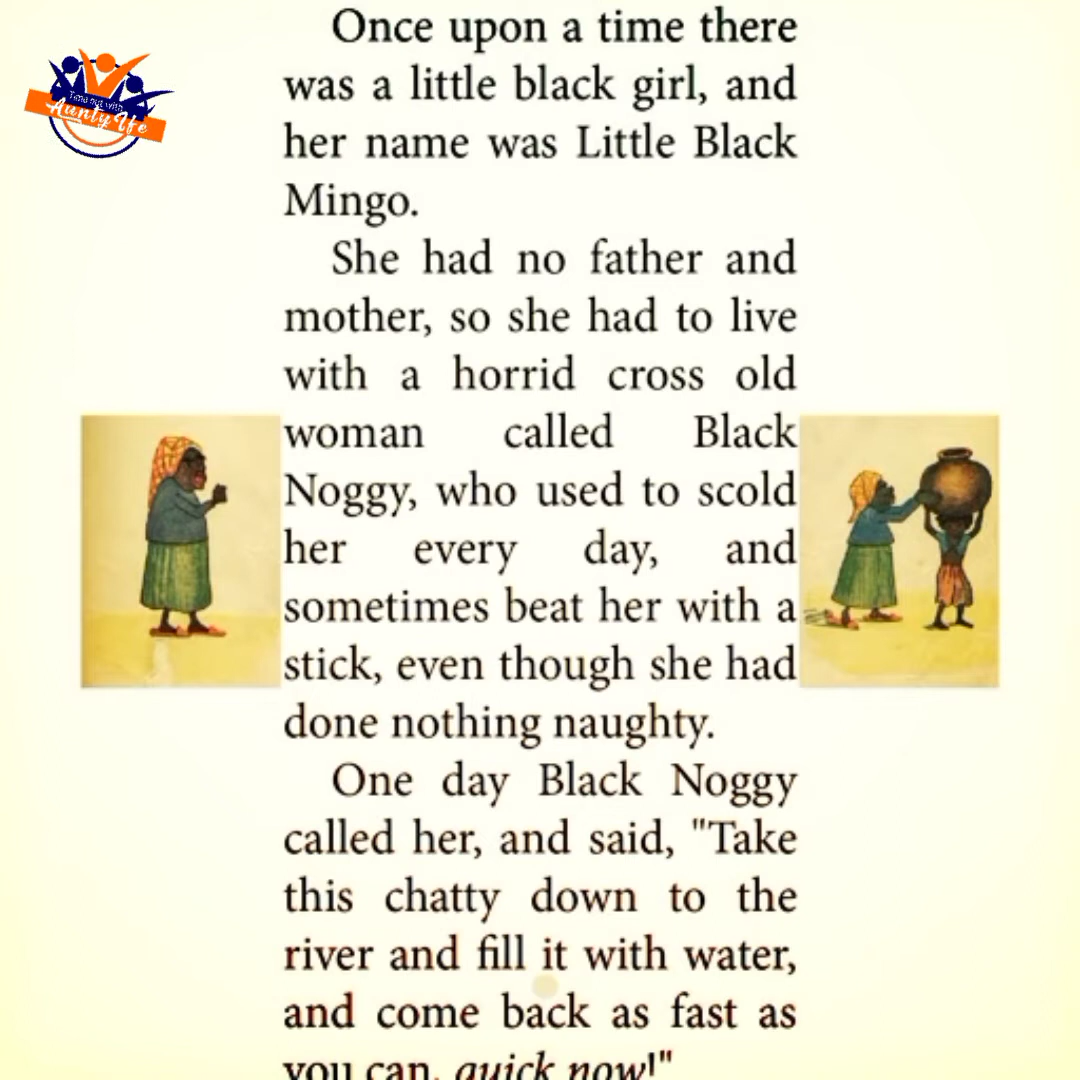 Time out with
Aunty Ife
Once upon a time there
was a little black girl, and
her name was Little Black
Mingo.
She had no father and
mother, so she had to live
with a horrid cross old
woman called Black
Noggy, who used to scold
her every day, and
sometimes beat her with a
stick, even though she had
done nothing naughty.
One day Black Noggy
called her, and said, "Take
this chatty down to the
river and fill it with water,
and come back as fast as
you can, quick now!"